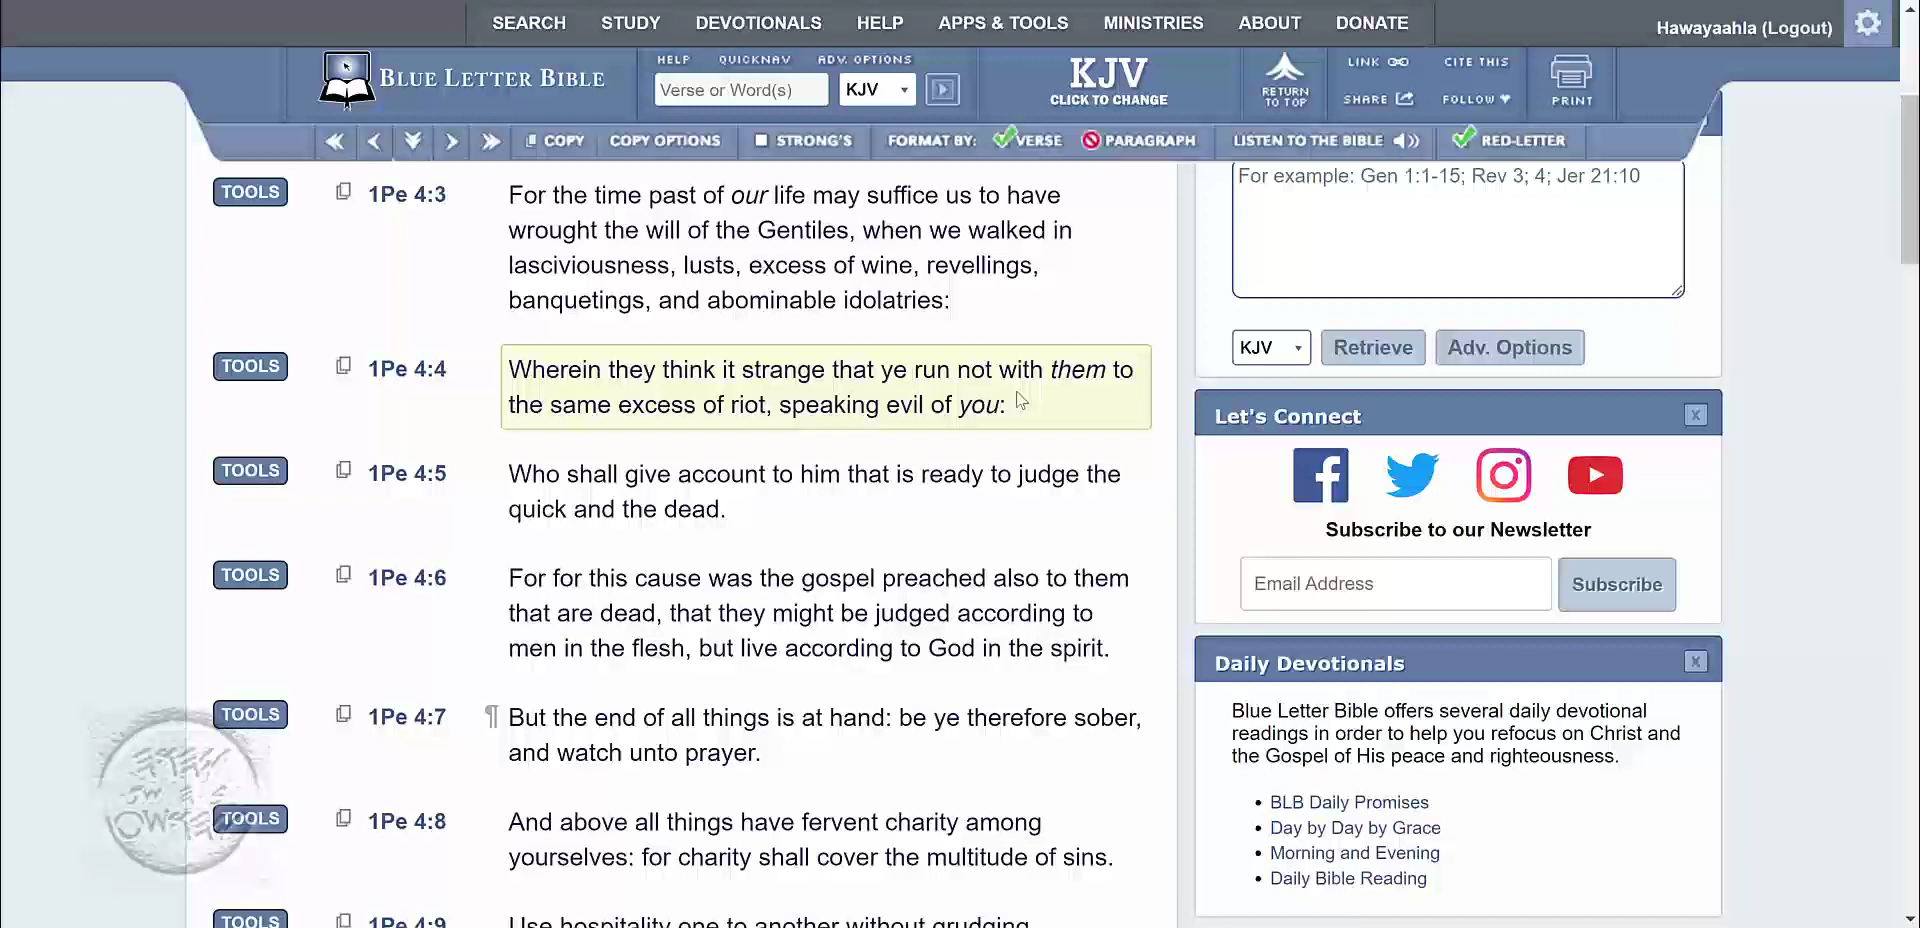 SEARCH STUDY DEVOTIONALS HELP APPS & TOOLS MINISTRIES ABOUT DONATE
Hawayaahla (Logout)
BLUE LETTER BIBLE
HELP QUICKNAV ADV. OPTIONS
Verse or Word(s) KJV
KJV
CLICK TO CHANGE
RETURN
TO TOP
LINK CITE THIS
SHARE FOLLOW
PRINT
COPY COPY OPTIONS STRONG'S FORMAT BY: VERSE PARAGRAPH LISTEN TO THE BIBLE RED-LETTER
TOOLS 1Pe 4:3 For the time past of our life may suffice us to have
wrought the will of the Gentiles, when we walked in
lasciviousness, lusts, excess of wine, revellings,
banquetings, and abominable idolatries:
TOOLS 1Pe 4:4 Wherein they think it strange that ye run not with them to
the same excess of riot, speaking evil of you:
TOOLS 1Pe 4:5 Who shall give account to him that is ready to judge the
quick and the dead.
TOOLS 1Pe 4:6 For for this cause was the gospel preached also to them
that are dead, that they might be judged according to
men in the flesh, but live according to God in the spirit.
TOOLS 1Pe 4:7 ¶ But the end of all things is at hand: be ye therefore sober,
and watch unto prayer.
TOOLS 1Pe 4:8 And above all things have fervent charity among
yourselves: for charity shall cover the multitude of sins.
TOOLS 1Pe 4:9 Use hospitality one to another without grudging.
For example: Gen 1:1-15; Rev 3; 4; Jer 21:10
KJV Retrieve Adv. Options
Let's Connect X
Subscribe to our Newsletter
Email Address Subscribe
Daily Devotionals X
Blue Letter Bible offers several daily devotional
readings in order to help you refocus on Christ and
the Gospel of His peace and righteousness.
• BLB Daily Promises
• Day by Day by Grace
• Morning and Evening
• Daily Bible Reading